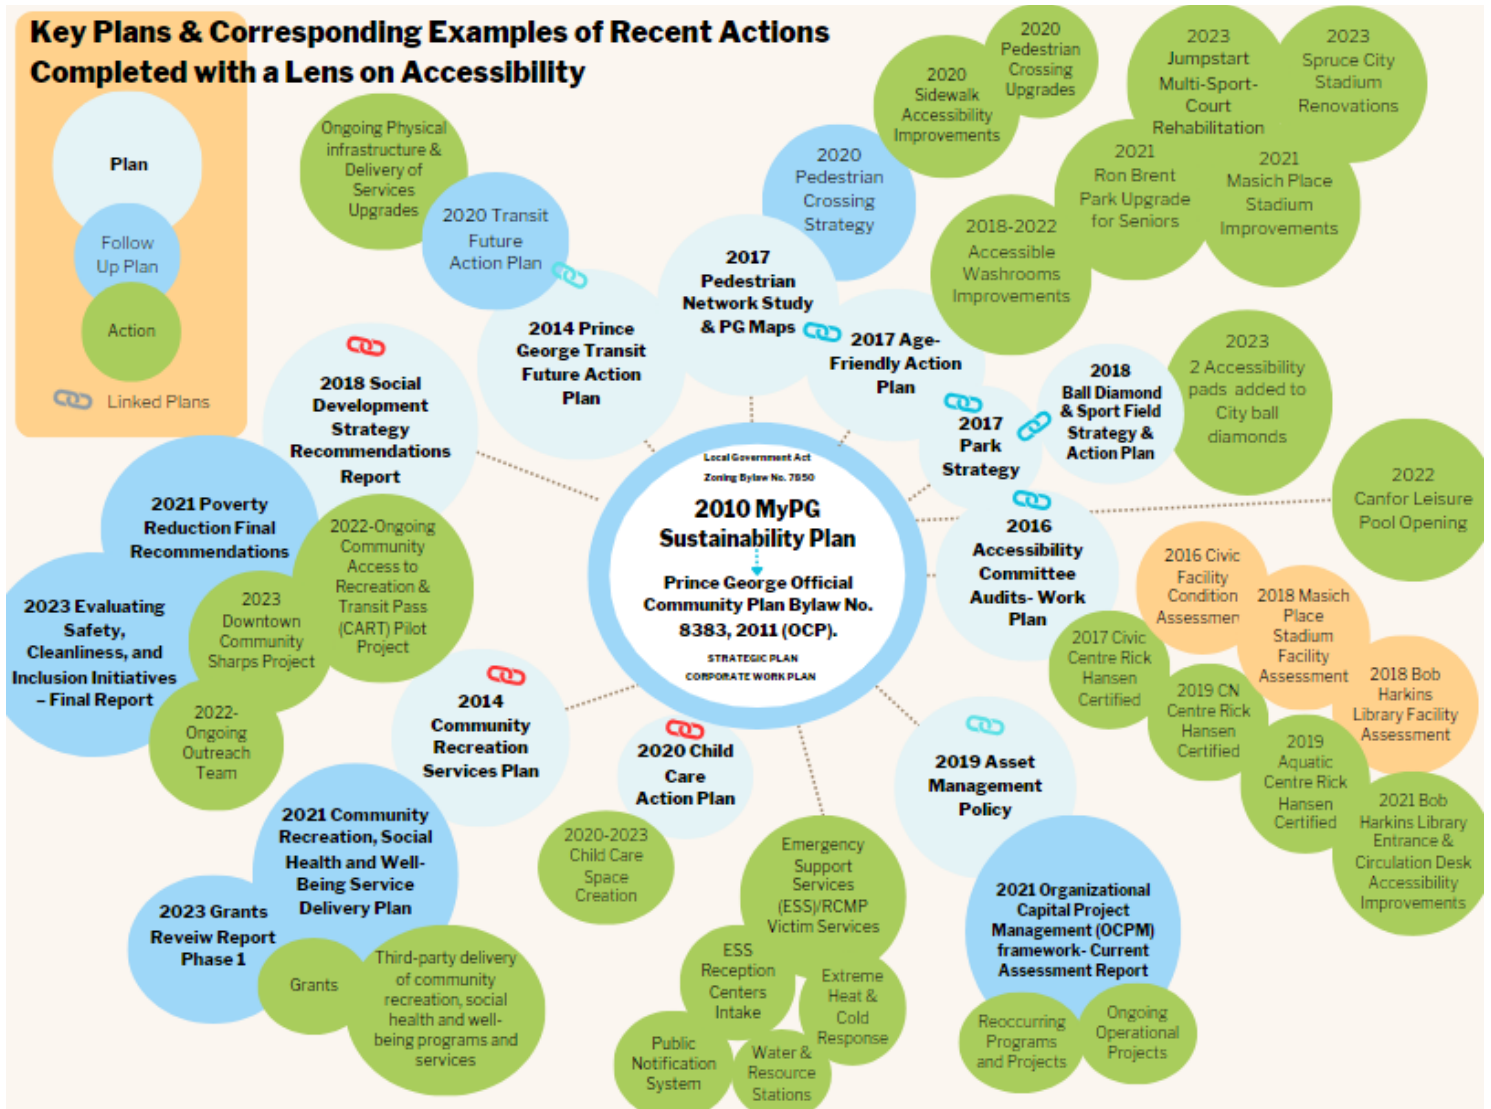 Key Plans & Corresponding Examples of Recent Actions
Completed with a Lens on Accessibility
Plan
Follow
Up Plan
Action
Linked Plans
Ongoing Physical
infrastructure &
Delivery of
Services
Upgrades
2020 Transit
Future
Action Plan
2014 Prince
George Transit
Future Action
Plan
2017
Pedestrian
Network Study
& PG Maps
2020
Pedestrian
Crossing
Strategy
2020
Sidewalk
Accessibility
Improvements
2020
Pedestrian
Crossing
Upgrades
2023
Jumpstart
Multi-Sport-
Court
Rehabilitation
2023
Spruce City
Stadium
Renovations
2021
Ron Brent
Park Upgrade
for Seniors
2021
Masich Place
Stadium
Improvements
2018-2022
Accessible
Washrooms
Improvements
2017 Age-
Friendly Action
Plan
2017
Park
Strategy
2018
Ball Diamond
& Sport Field
Strategy &
Action Plan
2023
2 Accessibility
pads added to
City ball
diamonds
2022
Canfor Leisure
Pool Opening
2018 Social
Development
Strategy
Recommendations
Report
2021 Poverty
Reduction Final
Recommendations
2023 Evaluating
Safety,
Cleanliness, and
Inclusion Initiatives
– Final Report
2022-Ongoing
Community
Access to
Recreation &
Transit Pass
(CART) Pilot
Project
2023
Downtown
Community
Sharps Project
2022-
Ongoing
Outreach
Team
Local Government Act
Zoning Bylaw No. 7850
2010 MyPG
Sustainability Plan
Prince George Official
Community Plan Bylaw No.
8383, 2011 (OCP).
STRATEGIC PLAN
CORPORATE WORK PLAN
2016
Accessibility
Committee
Audits- Work
Plan
2016 Civic
Facility
Condition
Assessmen
2018 Masich
Place
Stadium
Facility
Assessment
2018 Bob
Harkins
Library Facility
Assessment
2017 Civic
Centre Rick
Hansen
Certified
2019 CN
Centre Rick
Hansen
Certified
2019
Aquatic
Centre Rick
Hansen
Certified
2021 Bob
Harkins Library
Entrance &
Circulation Desk
Accessibility
Improvements
2014
Community
Recreation
Services Plan
2020 Child
Care
Action Plan
2019 Asset
Management
Policy
2021 Community
Recreation, Social
Health and Well-
Being Service
Delivery Plan
2023 Grants
Reveiw Report
Phase 1
Grants
Third-party delivery
of community
recreation, social
health and well-
being programs and
services
2020-2023
Child Care
Space
Creation
Emergency
Support
Services
(ESS)/RCMP
Victim Services
ESS
Reception
Centers
Intake
Extreme
Heat &
Cold
Response
Public
Notification
System
Water &
Resource
Stations
2021 Organizational
Capital Project
Management (OCPM)
framework- Current
Assessment Report
Reoccurring
Programs
and Projects
Ongoing
Operational
Projects